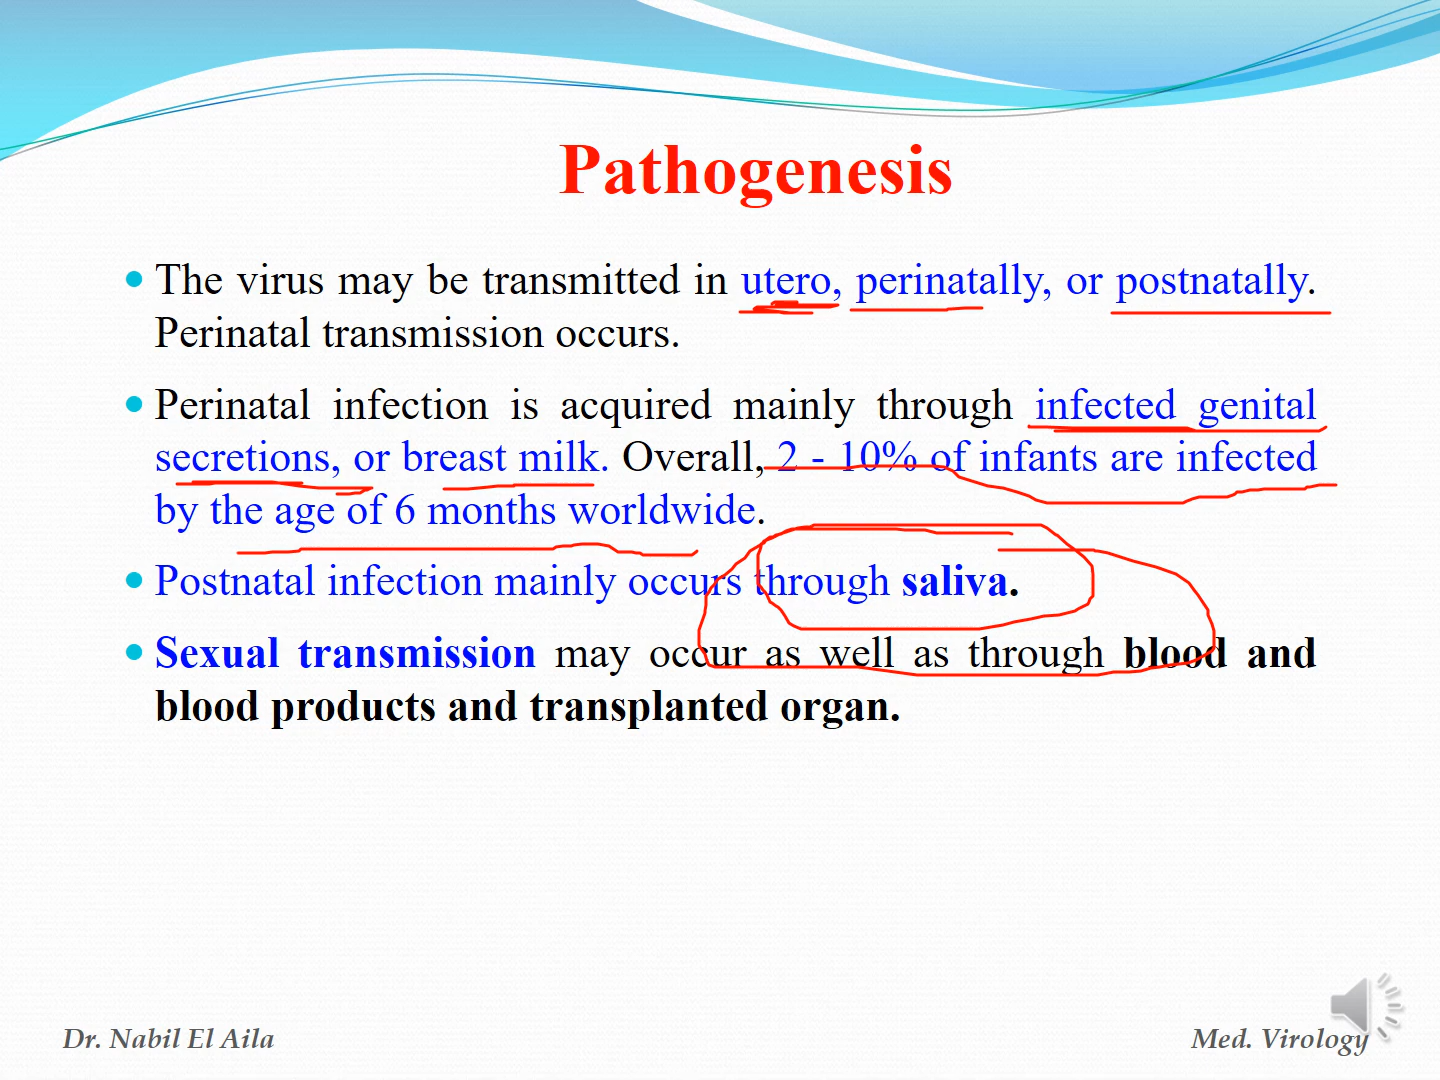 Pathogenesis
The virus may be transmitted in utero, perinatally, or postnatally.
Perinatal transmission occurs.
Perinatal infection is acquired mainly through infected genital
secretions, or breast milk. Overall, 2 - 10% of infants are infected
by the age of 6 months worldwide.
Postnatal infection mainly occurs through saliva.
Sexual transmission may occur as well as through blood and
blood products and transplanted organ.
Dr. Nabil El Aila
Med. Virology